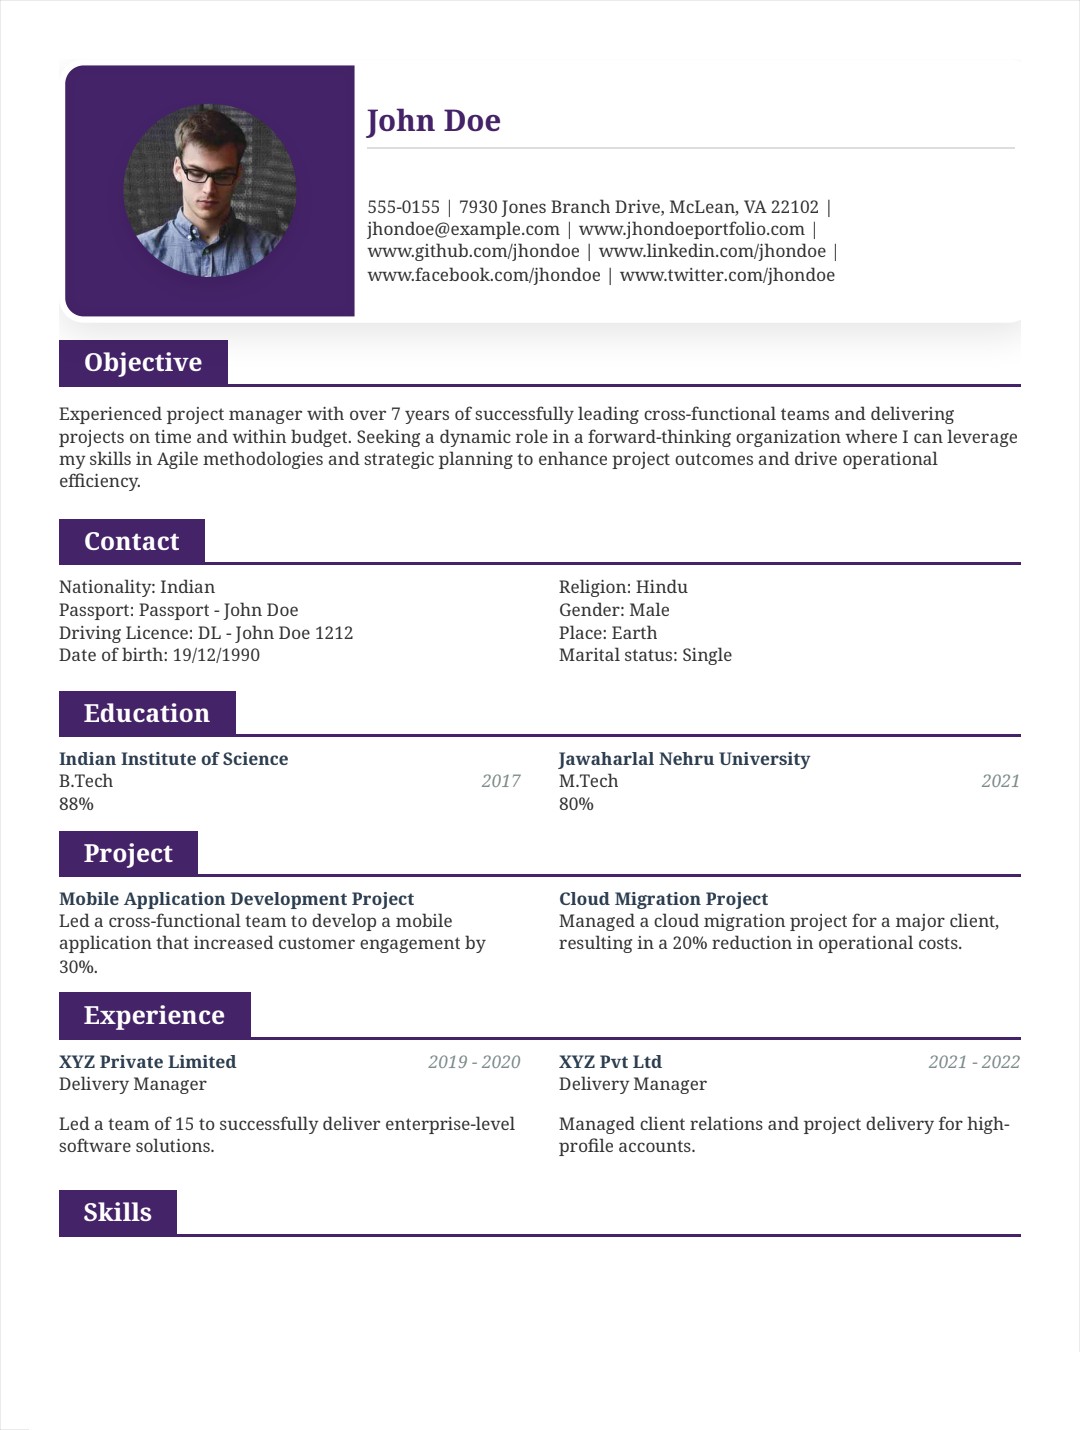 John Doe
555-0155 | 7930 Jones Branch Drive, McLean, VA 22102 |
jhondoe@example.com | www.jhondoeportfolio.com |
www.github.com/jhondoe | www.linkedin.com/jhondoe |
www.facebook.com/jhondoe | www.twitter.com/jhondoe
Objective
Experienced project manager with over 7 years of successfully leading cross-functional teams and delivering
projects on time and within budget. Seeking a dynamic role in a forward-thinking organization where I can leverage
my skills in Agile methodologies and strategic planning to enhance project outcomes and drive operational
efficiency.
Contact
Nationality: Indian
Passport: Passport - John Doe
Driving Licence: DL - John Doe 1212
Date of birth: 19/12/1990
Religion: Hindu
Gender: Male
Place: Earth
Marital status: Single
Education
Indian Institute of Science
B.Tech 2017
88%
Jawaharlal Nehru University
M.Tech 2021
80%
Project
Mobile Application Development Project
Led a cross-functional team to develop a mobile
application that increased customer engagement by
30%.
Cloud Migration Project
Managed a cloud migration project for a major client,
resulting in a 20% reduction in operational costs.
Experience
XYZ Private Limited 2019 - 2020
Delivery Manager
Led a team of 15 to successfully deliver enterprise-level
software solutions.
XYZ Pvt Ltd 2021 - 2022
Delivery Manager
Managed client relations and project delivery for high-
profile accounts.
Skills